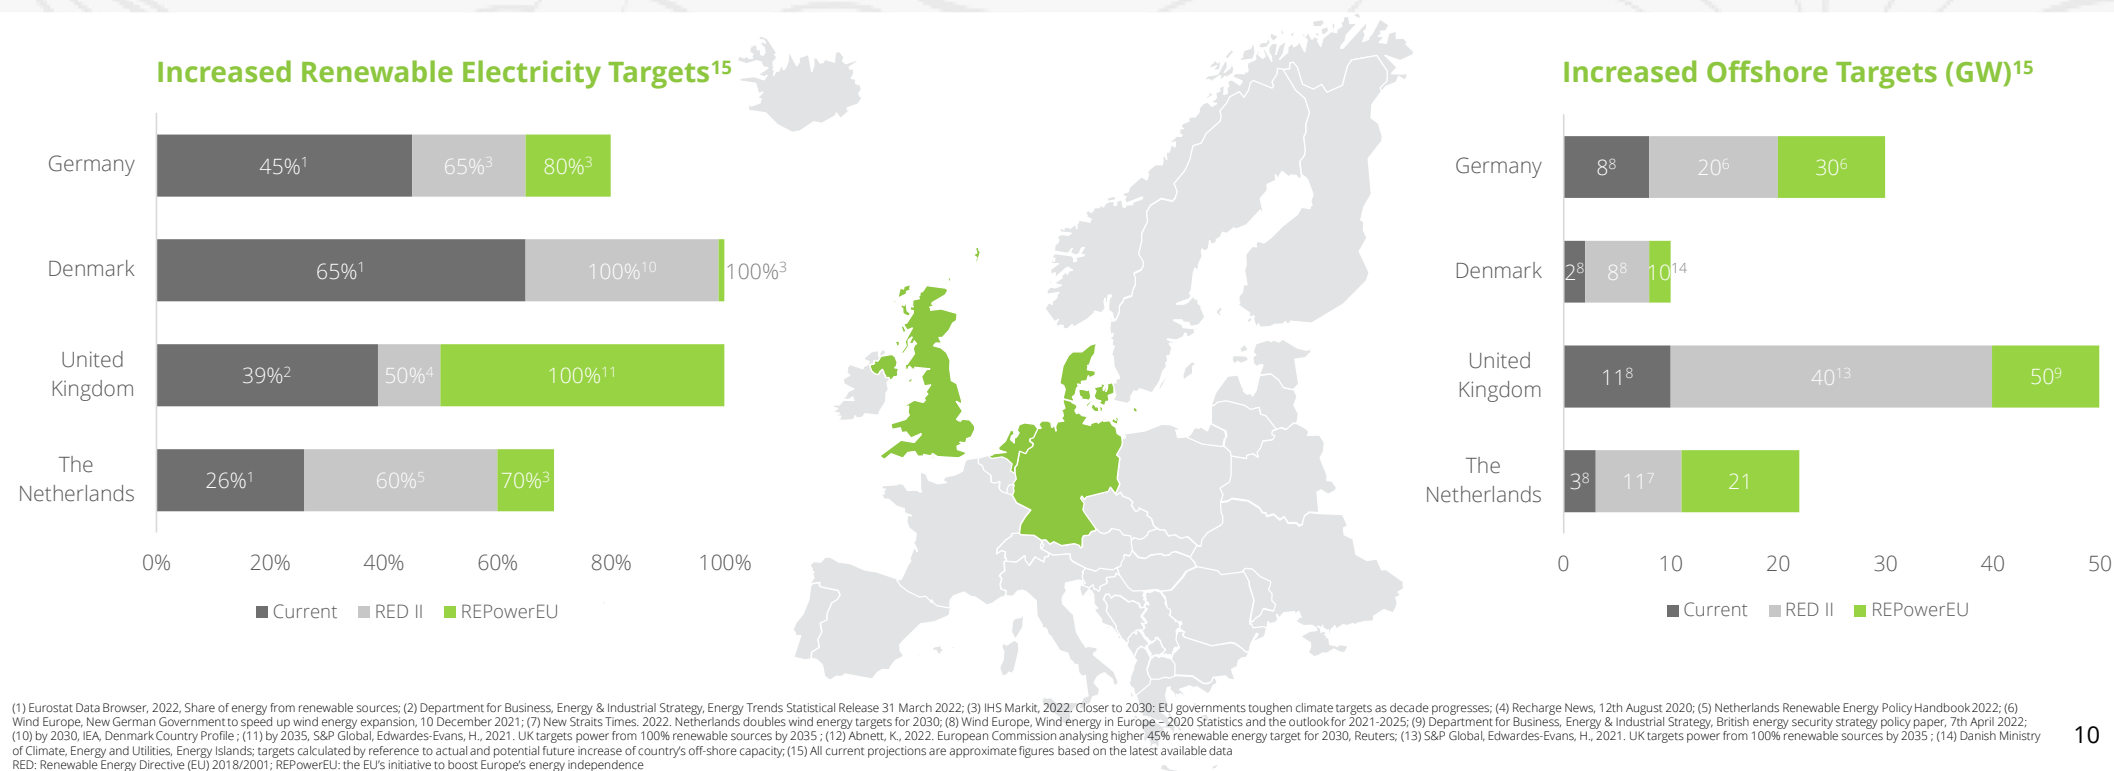 Increased Renewable Electricity Targets¹⁵
Germany
45%¹ 65%³ 80%³
Denmark
65%¹ 100%¹⁰ 100%³
United
Kingdom
39%² 50%⁴ 100%¹¹
The
Netherlands
26%¹ 60%⁵ 70%³
0% 20% 40% 60% 80% 100%
Current RED II REPowerEU
Increased Offshore Targets (GW)¹⁵
Germany
8⁸ 20⁶ 30⁶
Denmark
2⁸ 8⁸ 10¹⁴
United
Kingdom
11⁸ 40¹³ 50⁹
The
Netherlands
3⁸ 11⁷ 21
0 10 20 30 40 50
Current RED II REPowerEU
(1) Eurostat Data Browser, 2022, Share of energy from renewable sources; (2) Department for Business, Energy & Industrial Strategy, Energy Trends Statistical Release 31 March 2022; (3) IHS Markit, 2022. Closer to 2030: EU governments toughen climate targets as decade progresses; (4) Recharge News, 12th August 2020; (5) Netherlands Renewable Energy Policy Handbook 2022; (6)
Wind Europe, New German Government to speed up wind energy expansion, 10 December 2021; (7) New Straits Times. 2022. Netherlands doubles wind energy targets for 2030; (8) Wind Europe, Wind energy in Europe – 2020 Statistics and the outlook for 2021-2025; (9) Department for Business, Energy & Industrial Strategy, British energy security strategy policy paper, 7th April 2022;
(10) by 2030, IEA, Denmark Country Profile ; (11) by 2035, S&P Global, Edwardes-Evans, H., 2021. UK targets power from 100% renewable sources by 2035 ; (12) Abnett, K., 2022. European Commission analysing higher 45% renewable energy target for 2030, Reuters; (13) S&P Global, Edwardes-Evans, H., 2021. UK targets power from 100% renewable sources by 2035 ; (14) Danish Ministry
of Climate, Energy and Utilities, Energy Islands; targets calculated by reference to actual and potential future increase of country's off-shore capacity; (15) All current projections are approximate figures based on the latest available data
RED: Renewable Energy Directive (EU) 2018/2001; REPowerEU: the EU's initiative to boost Europe's energy independence
10